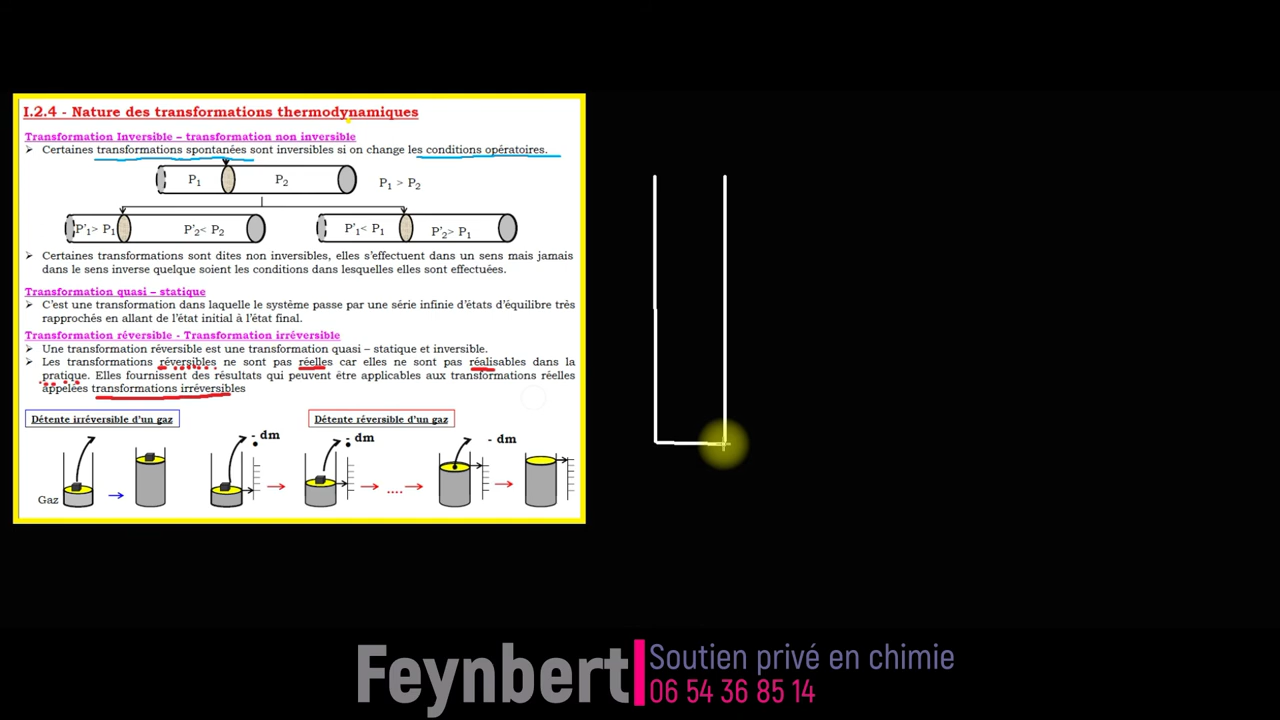 I.2.4 - Nature des transformations thermodynamiques
Transformation Inversible – transformation non inversible
➢ Certaines transformations spontanées sont inversibles si on change les conditions opératoires.
P1 P2 P1 > P2
P'1> P1 P'2< P2 P'1< P1 P'2> P1
➢ Certaines transformations sont dites non inversibles, elles s'effectuent dans un sens mais jamais
dans le sens inverse quelque soient les conditions dans lesquelles elles sont effectuées.
Transformation quasi – statique
➢ C'est une transformation dans laquelle le système passe par une série infinie d'états d'équilibre très
rapprochés en allant de l'état initial à l'état final.
Transformation réversible - Transformation irréversible
➢ Une transformation réversible est une transformation quasi – statique et inversible.
➢ Les transformations réversibles ne sont pas réelles car elles ne sont pas réalisables dans la
pratique. Elles fournissent des résultats qui peuvent être applicables aux transformations réelles
appelées transformations irréversibles
Détente irréversible d'un gaz Détente réversible d'un gaz
- dm - dm - dm
Gaz ....
Feynbert
Soutien privé en chimie
06 54 36 85 14